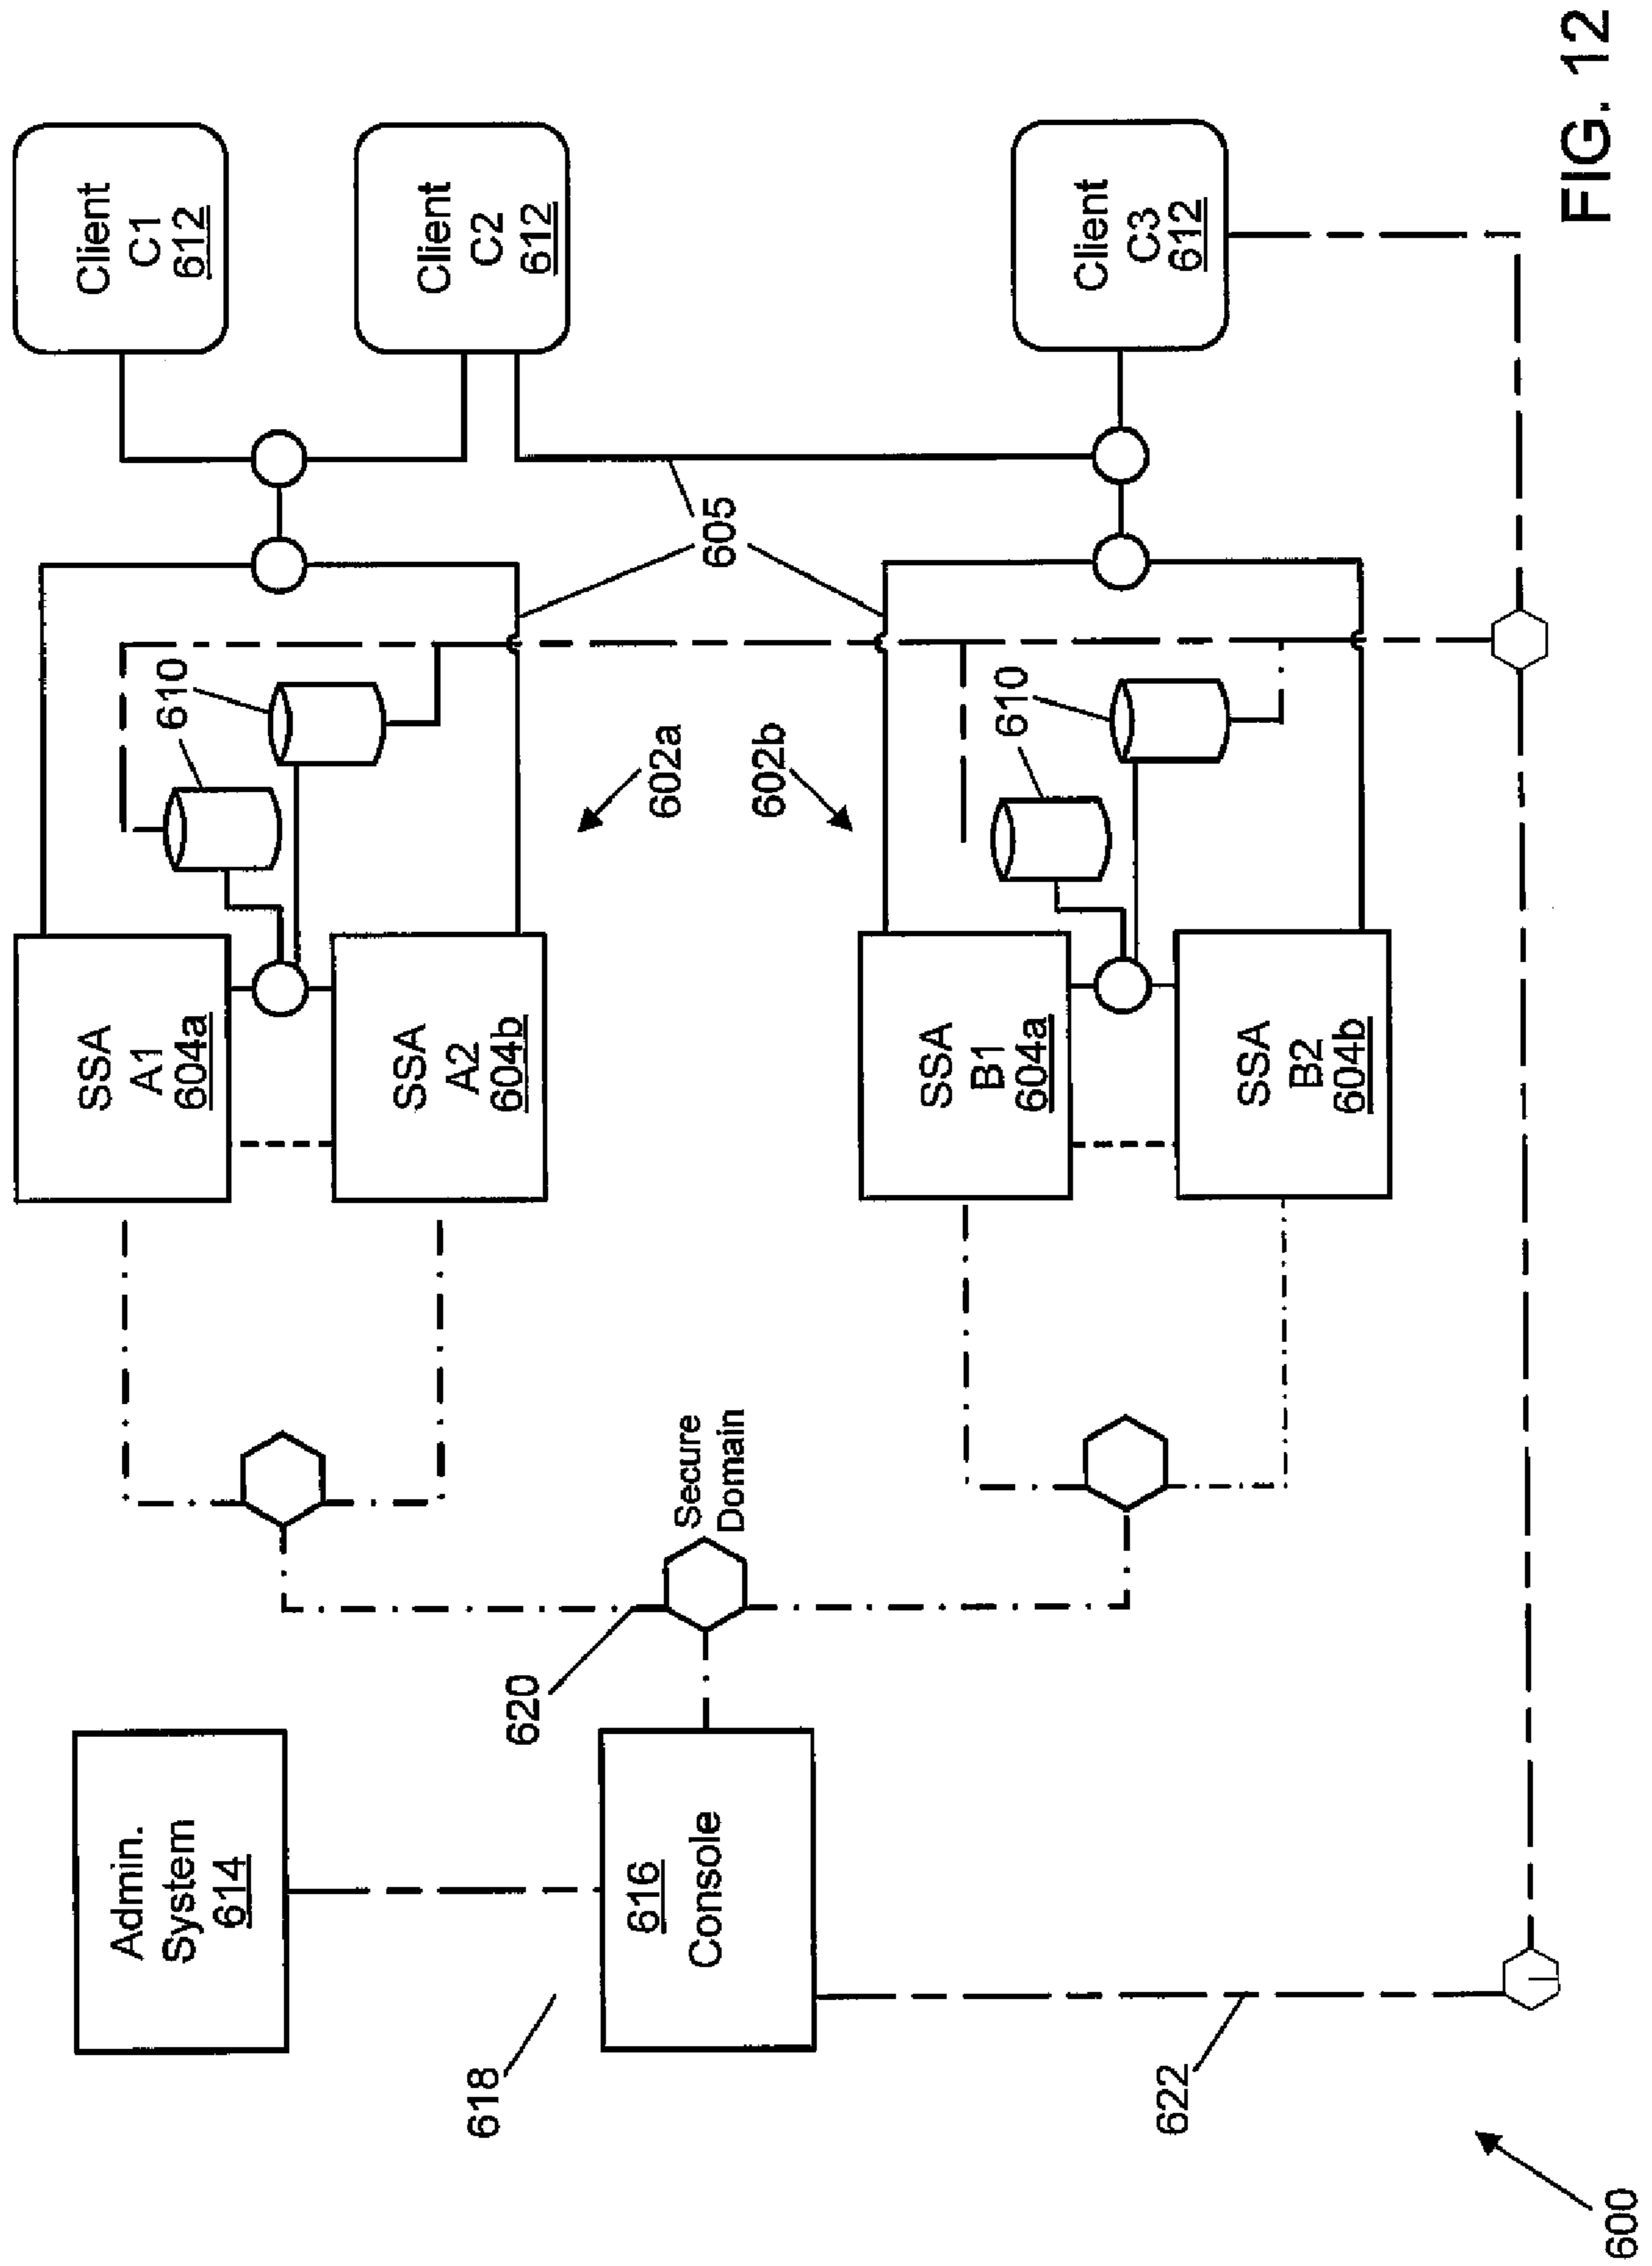 Admin.
System
614
618
616
Console
622
600
620
Secure
Domain
SSA
A1
604a
SSA
A2
604b
SSA
B1
604a
SSA
B2
604b
610
610
602a
602b
610
605
Client
C1
612
Client
C2
612
Client
C3
612
FIG. 12